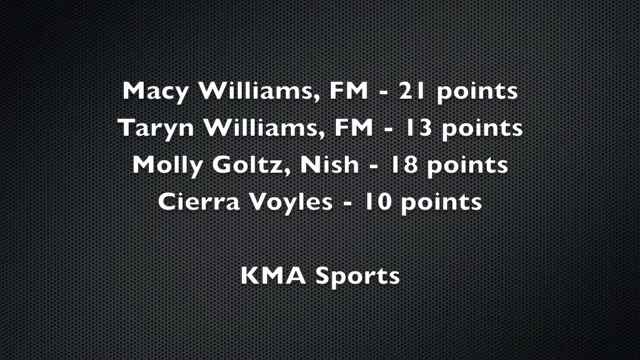 Macy Williams, FM - 21 points
Taryn Williams, FM - 13 points
Molly Goltz, Nish - 18 points
Cierra Voyles - 10 points
KMA Sports